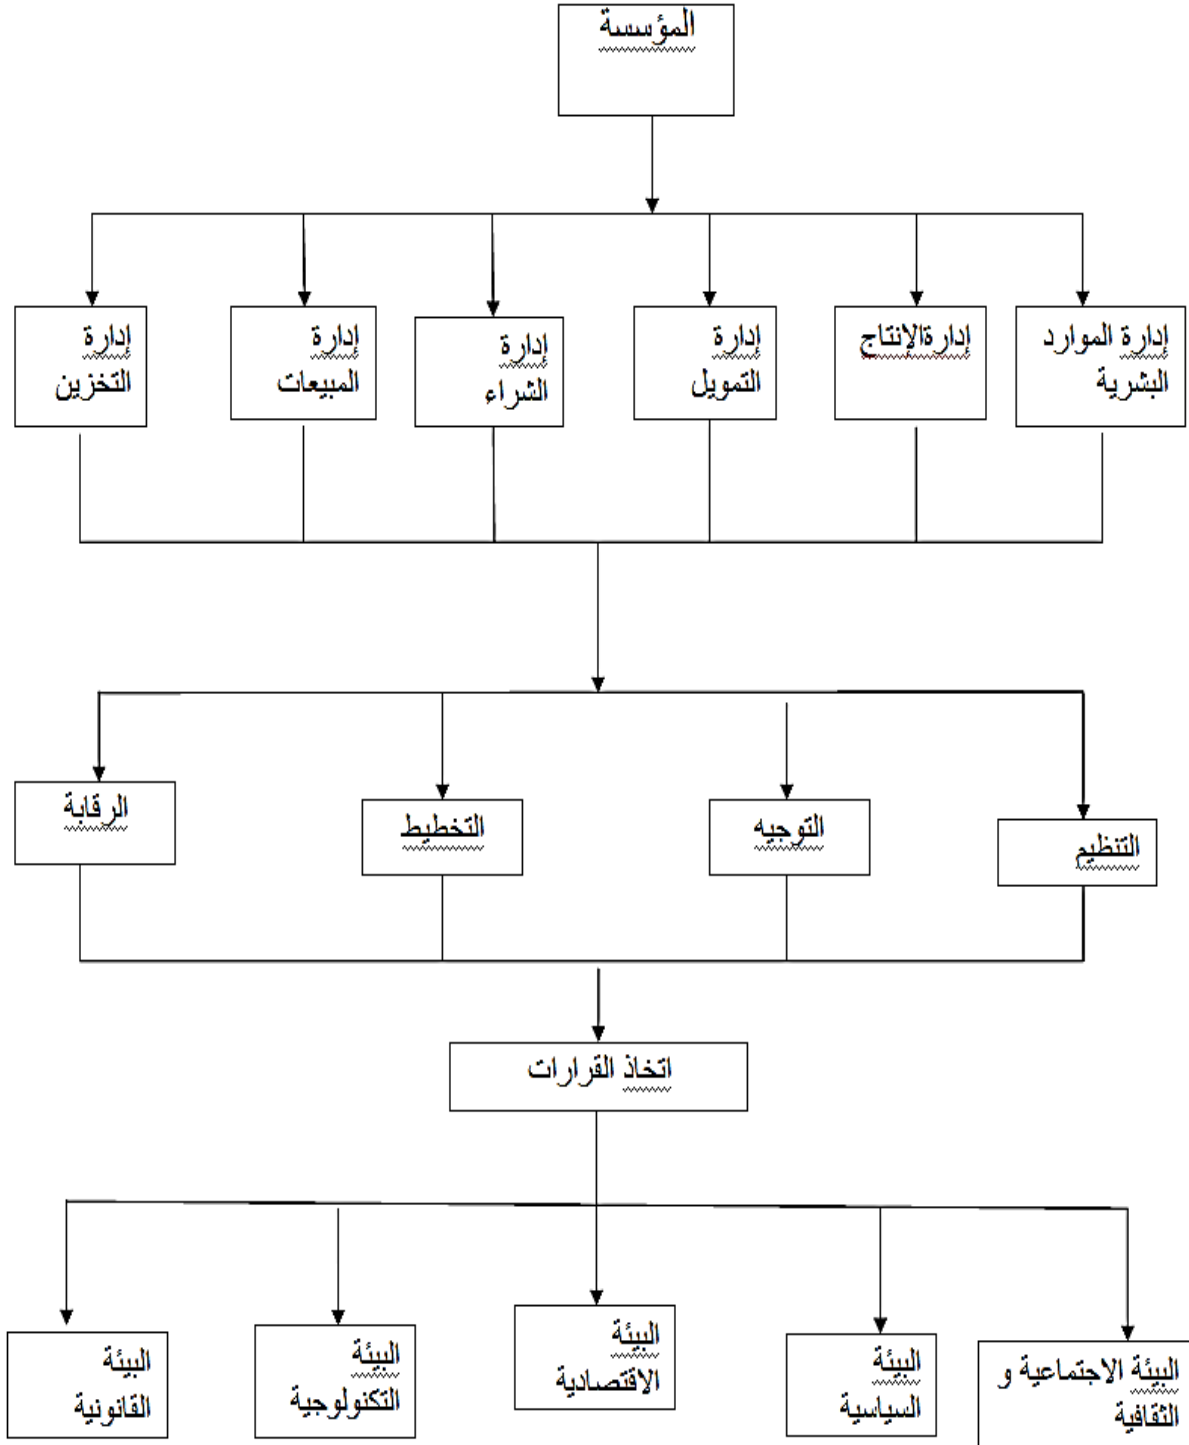 المؤسسة
إدارة الموارد
البشرية
إدارةالإنتاج
إدارة
التمويل
إدارة
الشراء
إدارة
المبيعات
إدارة
التخزين
التنظيم
التوجيه
التخطيط
الرقابة
اتخاذ القرارات
البيئة الاجتماعية و
الثقافية
البيئة
السياسية
البيئة
الاقتصادية
البيئة
التكنولوجية
البيئة
القانونية